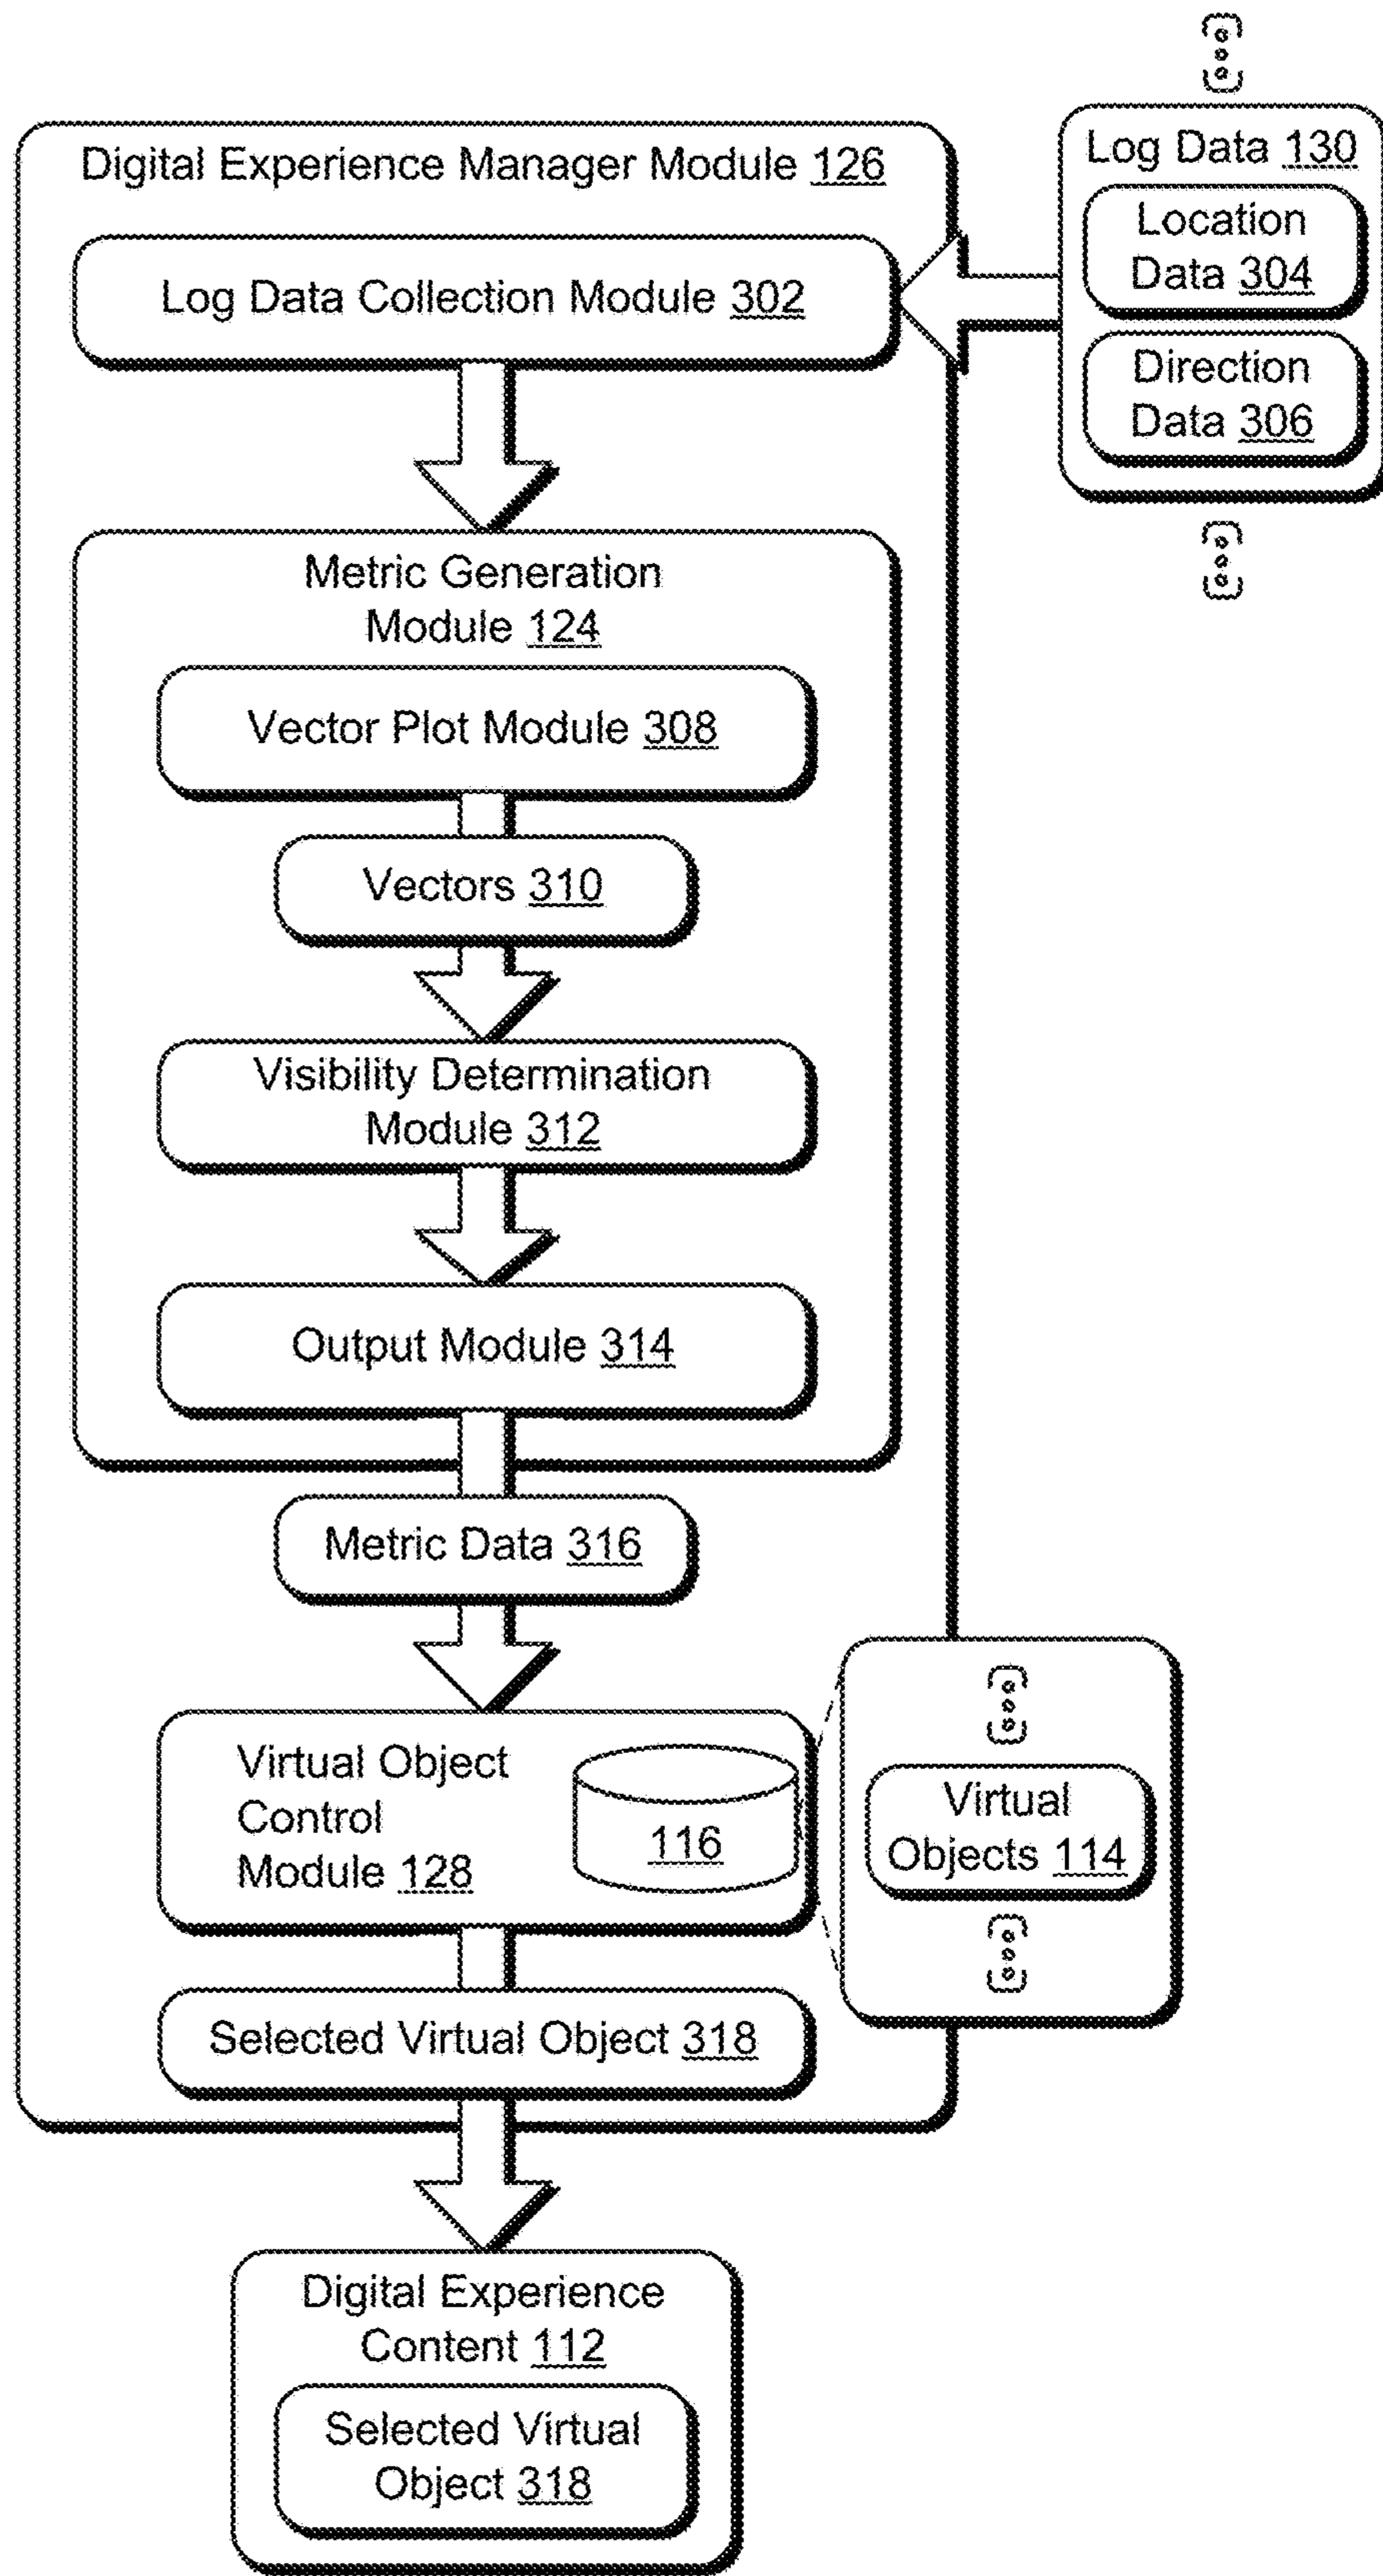 Digital Experience Manager Module 126
Log Data 130
Location
Data 304
Direction
Data 306
Log Data Collection Module 302
Metric Generation
Module 124
Vector Plot Module 308
Vectors 310
Visibility Determination
Module 312
Output Module 314
Metric Data 316
Virtual Object
Control
Module 128
116
Virtual
Objects 114
Selected Virtual Object 318
Digital Experience
Content 112
Selected Virtual
Object 318